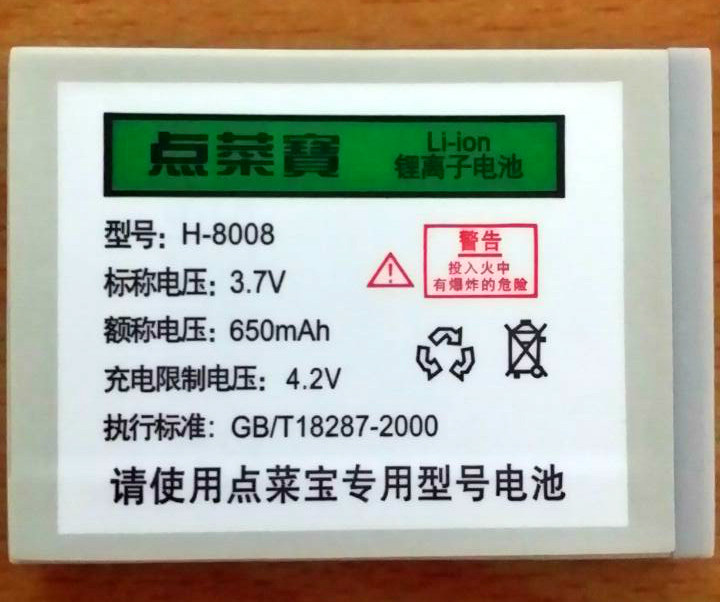 点菜寶
Li-ion
锂离子电池
型号：H-8008
标称电压：3.7V
额称电压：650mAh
充电限制电压：4.2V
执行标准：GB/T18287-2000
警告
投入火中
有爆炸的危险
请使用点菜宝专用型号电池